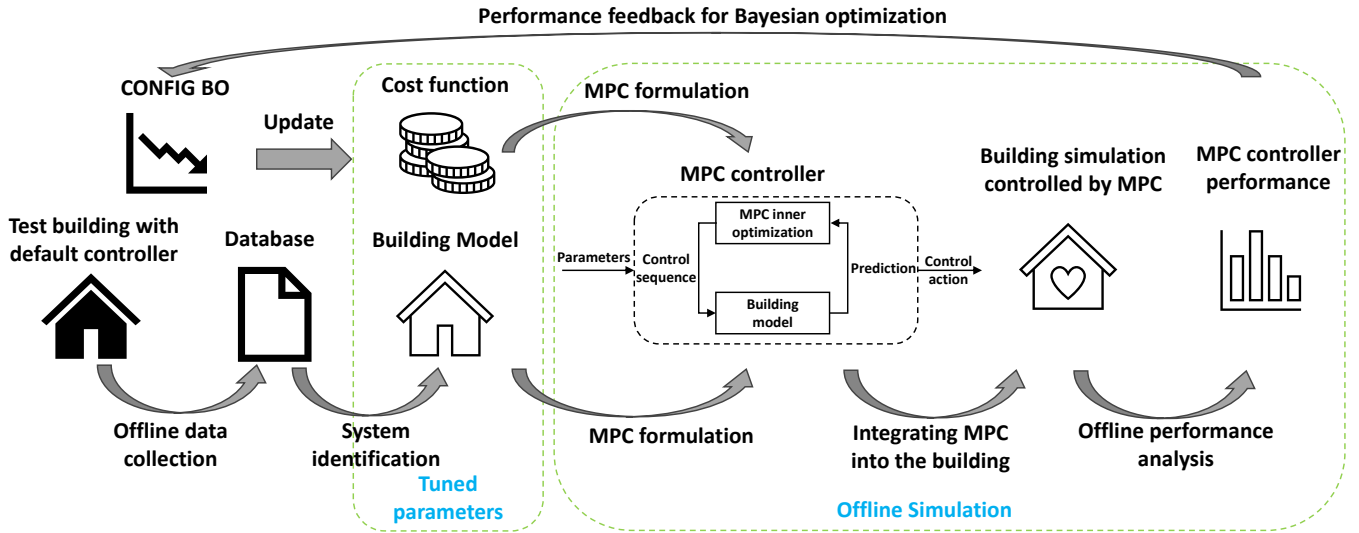 Performance feedback for Bayesian optimization
CONFIG BO
Update
Cost function
MPC formulation
MPC controller
Building simulation
controlled by MPC
MPC controller
performance
Test building with
default controller
Database
Building Model
Parameters
Control
sequence
MPC inner
optimization
Building
model
Prediction
Control
action
Offline data
collection
System
identification
MPC formulation
Integrating MPC
into the building
Offline performance
analysis
Tuned
parameters
Offline Simulation